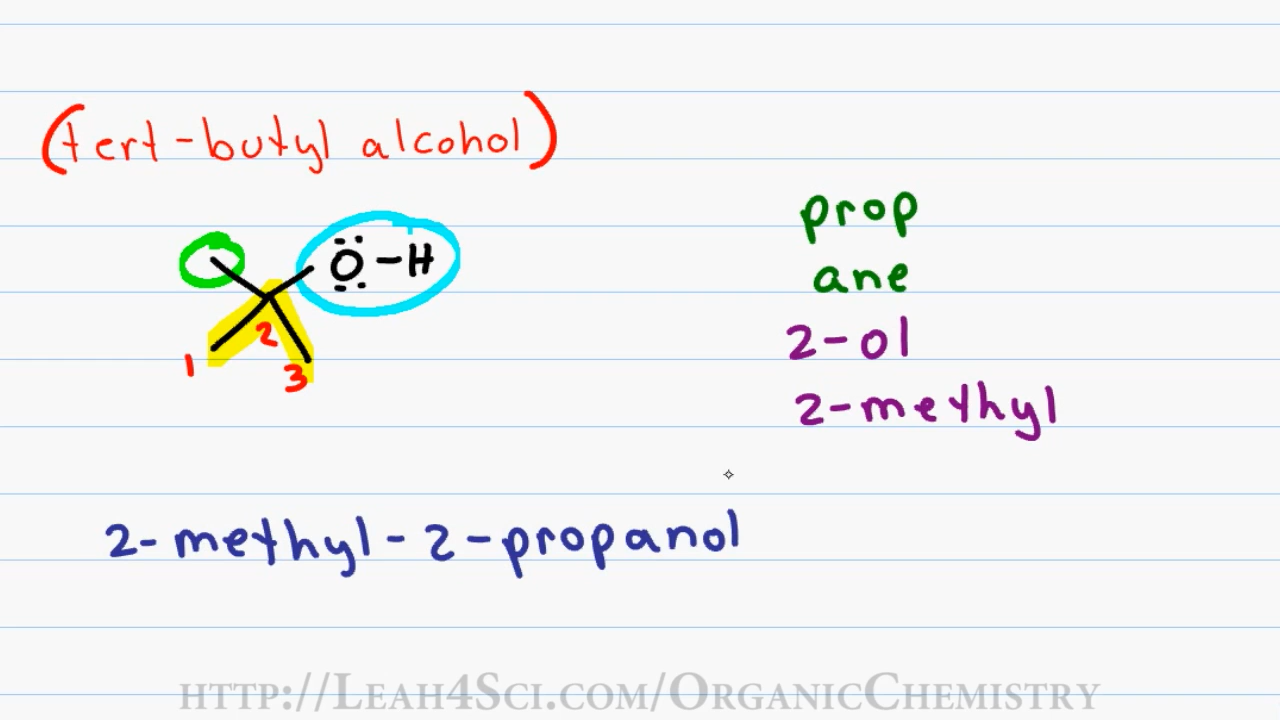 (tert-butyl alcohol)
prop
O-H
ane
2-ol
1
2
3
2-methyl
2-methyl-2-propanol
HTTP://LEAH4SCI.COM/ORGANICCHEMISTRY